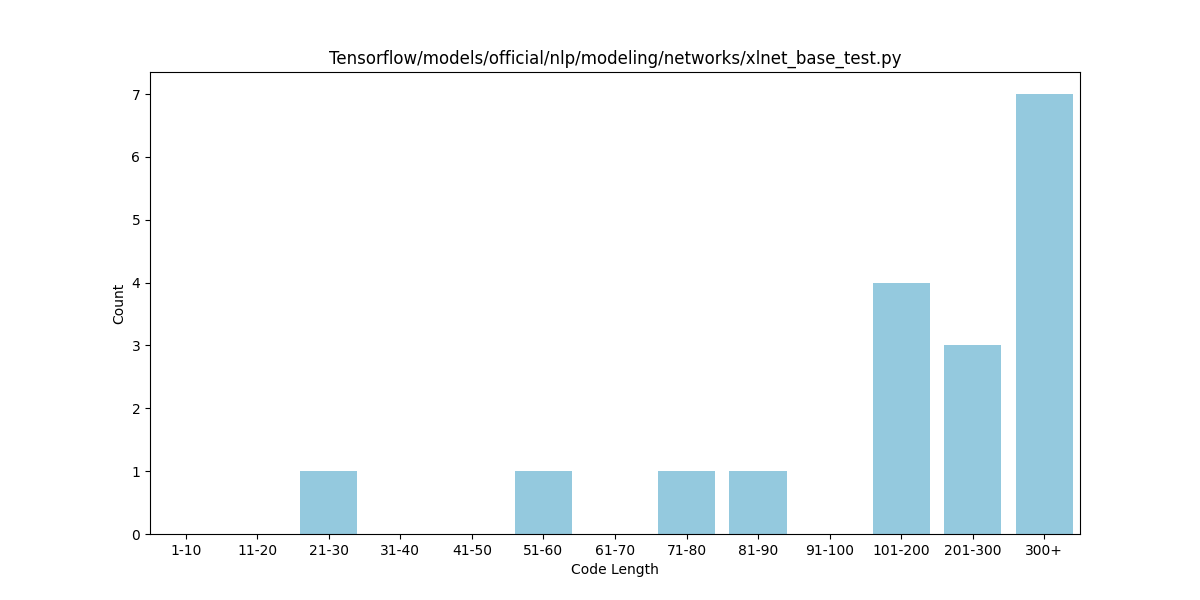 Tensorflow/models/official/nlp/modeling/networks/xlnet_base_test.py
7
6
5
4
3
2
1
0
Count
1-10 11-20 21-30 31-40 41-50 51-60 61-70 71-80 81-90 91-100 101-200 201-300 300+
Code Length